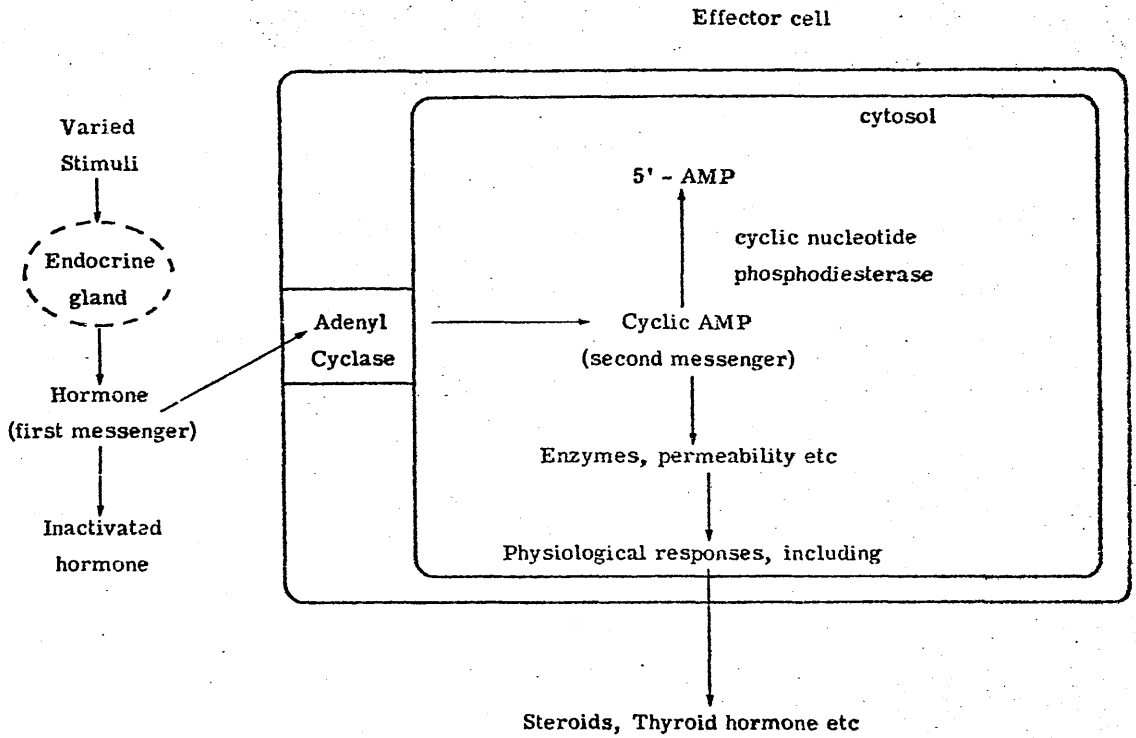 Effector cell
cytosol
Varied
Stimuli
Endocrine
gland
Hormone
(first messenger)
Inactivated
hormone
Adenyl
Cyclase
5' - AMP
cyclic nucleotide
phosphodiesterase
Cyclic AMP
(second messenger)
Enzymes, permeability etc
Physiological responses, including
Steroids, Thyroid hormone etc